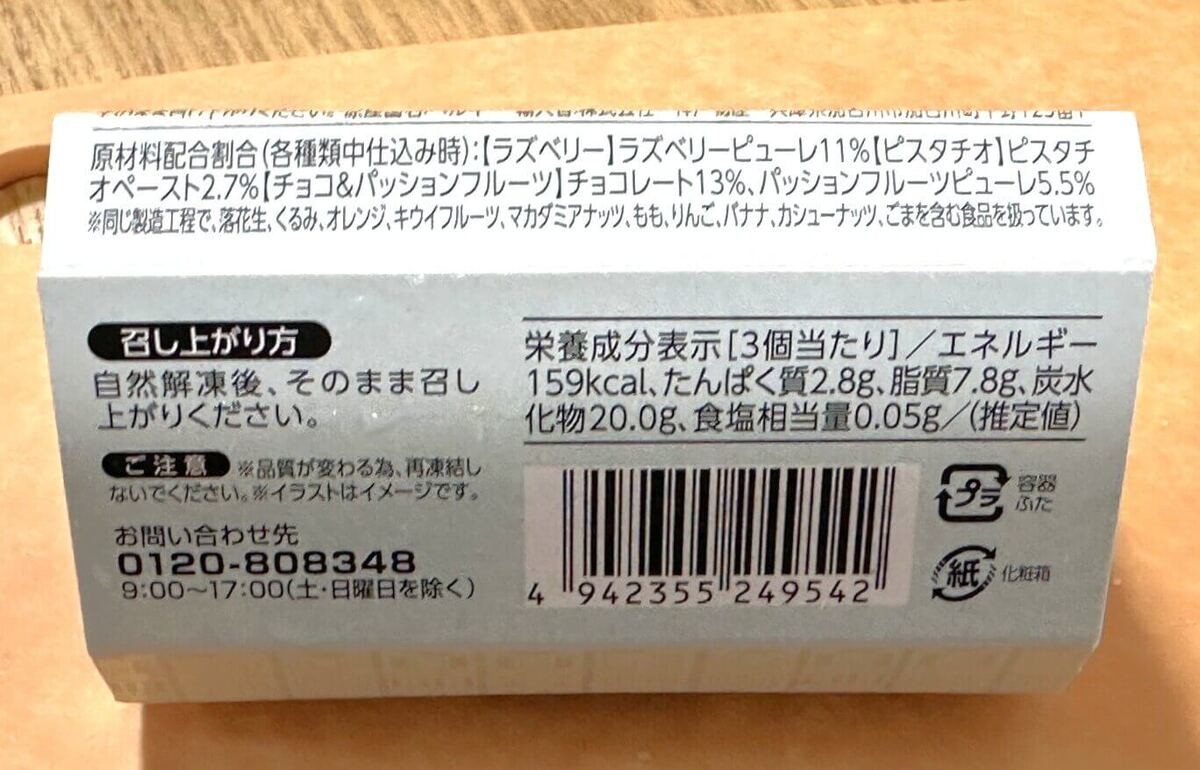 原材料配合割合(各種類中仕込み時):【ラズベリー】ラズベリーピューレ11%【ピスタチオ】ピスタチ
オペースト2.7%【チョコ&パッションフルーツ】チョコレート13%、パッションフルーツピューレ5.5%
※同じ製造工程で、落花生、くるみ、オレンジ、キウイフルーツ、マカダミアナッツ、もも、りんご、バナナ、カシューナッツ、ごまを含む食品を扱っています。
召し上がり方
自然解凍後、そのまま召し
上がりください。
ご注意 ※品質が変わる為、再凍結し
ないでください。※イラストはイメージです。
お問い合わせ先
0120-808348
9:00〜17:00(土・日曜日を除く)
栄養成分表示[3個当たり]/エネルギー
159kcal、たんぱく質2.8g、脂質7.8g、炭水
化物20.0g、食塩相当量0.05g/(推定値)
4 942355 249542
プラ 容器
ふた
紙 化粧箱